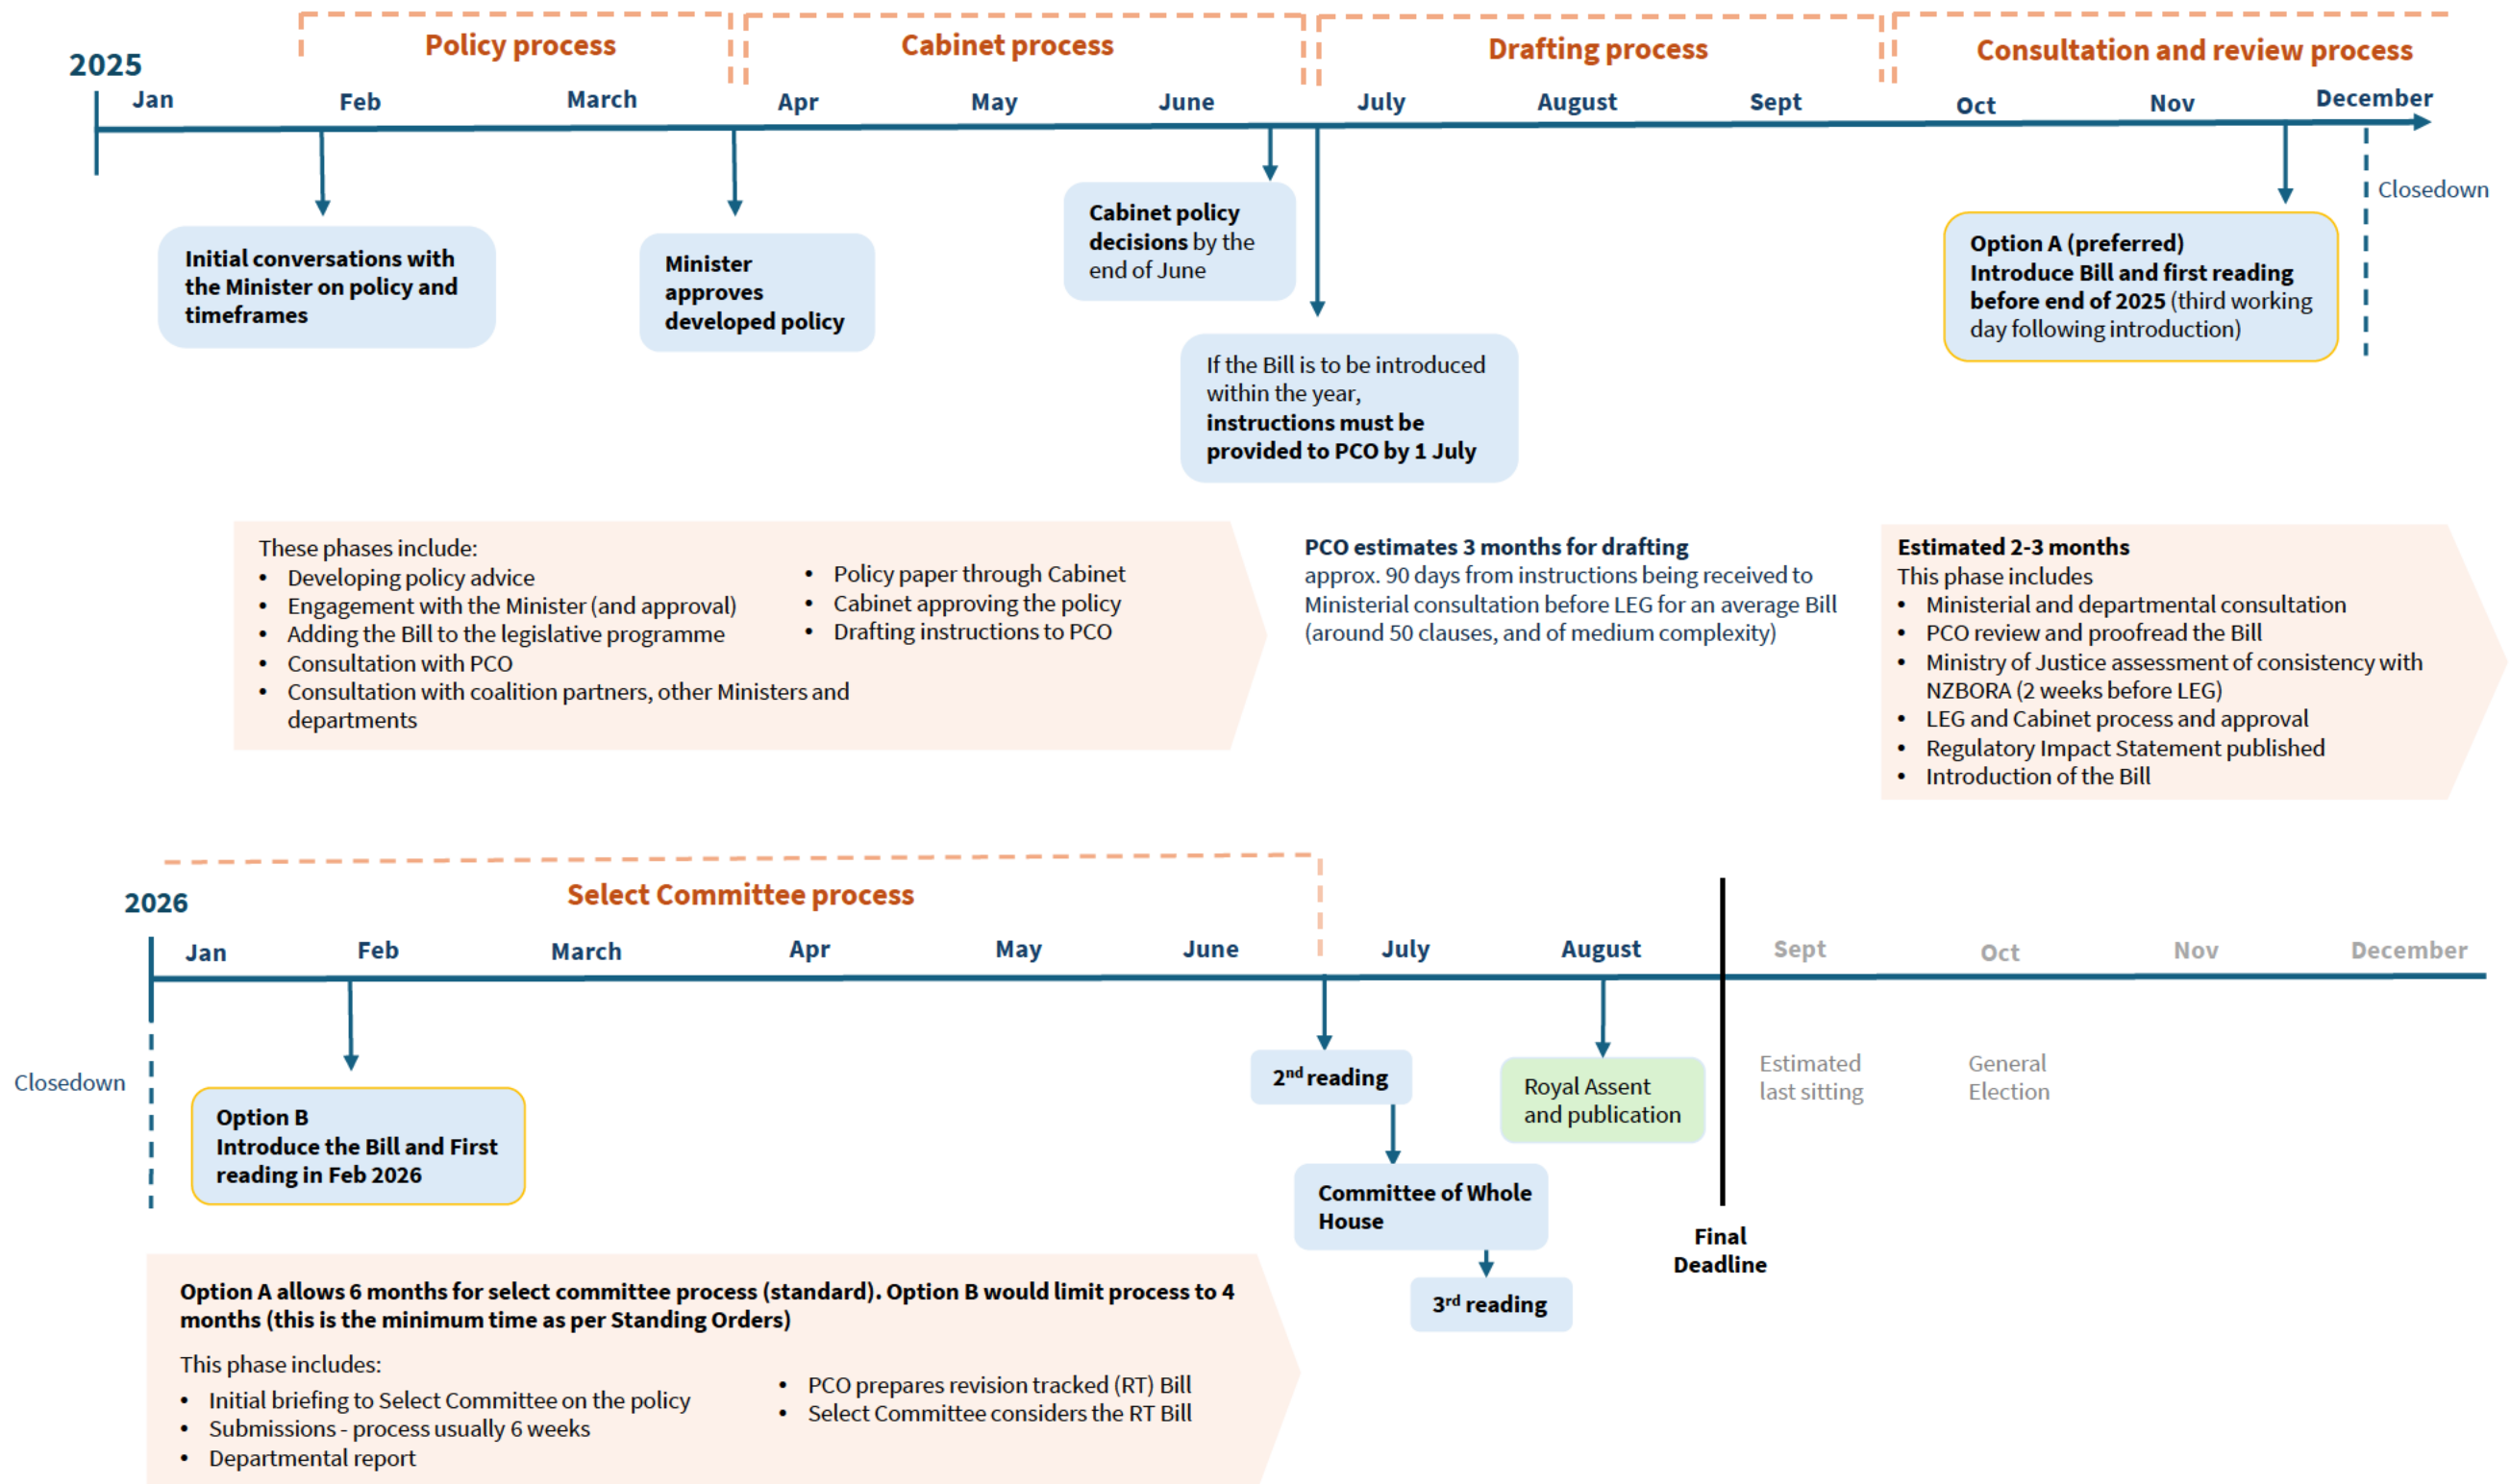 Policy process
Cabinet process
Drafting process
Consultation and review process
2025
Jan
Feb
March
Apr
May
June
July
August
Sept
Oct
Nov
December
Closedown
Initial conversations with
the Minister on policy and
timeframes
Minister
approves
developed policy
Cabinet policy
decisions by the
end of June
If the Bill is to be introduced
within the year,
instructions must be
provided to PCO by 1 July
Option A (preferred)
Introduce Bill and first reading
before end of 2025 (third working
day following introduction)
These phases include:
• Developing policy advice
• Engagement with the Minister (and approval)
• Adding the Bill to the legislative programme
• Consultation with PCO
• Consultation with coalition partners, other Ministers and
departments
• Policy paper through Cabinet
• Cabinet approving the policy
• Drafting instructions to PCO
PCO estimates 3 months for drafting
approx. 90 days from instructions being received to
Ministerial consultation before LEG for an average Bill
(around 50 clauses, and of medium complexity)
Estimated 2-3 months
This phase includes
• Ministerial and departmental consultation
• PCO review and proofread the Bill
• Ministry of Justice assessment of consistency with
NZBORA (2 weeks before LEG)
• LEG and Cabinet process and approval
• Regulatory Impact Statement published
• Introduction of the Bill
Select Committee process
2026
Jan
Feb
March
Apr
May
June
July
August
Sept
Oct
Nov
December
Closedown
Option B
Introduce the Bill and First
reading in Feb 2026
2nd reading
Committee of Whole
House
3rd reading
Royal Assent
and publication
Final
Deadline
Estimated
last sitting
General
Election
Option A allows 6 months for select committee process (standard). Option B would limit process to 4
months (this is the minimum time as per Standing Orders)
This phase includes:
• Initial briefing to Select Committee on the policy
• Submissions - process usually 6 weeks
• Departmental report
• PCO prepares revision tracked (RT) Bill
• Select Committee considers the RT Bill